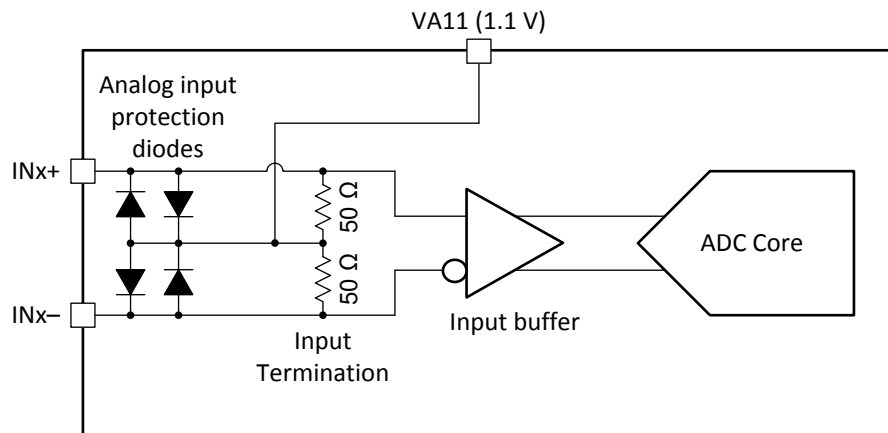 VA11 (1.1 V)
Analog input
protection
diodes
INx+
50 Ω
50 Ω
ADC Core
INx–
Input
Termination
Input buffer